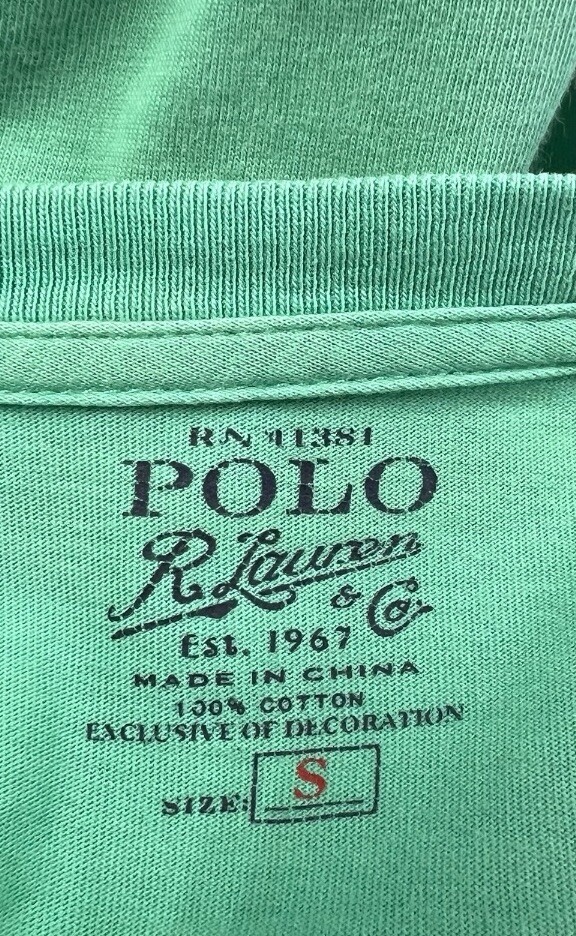 RN 41381
POLO
R Lauren
& Co
Est. 1967
MADE IN CHINA
100% COTTON
EXCLUSIVE OF DECORATION
SIZE: S